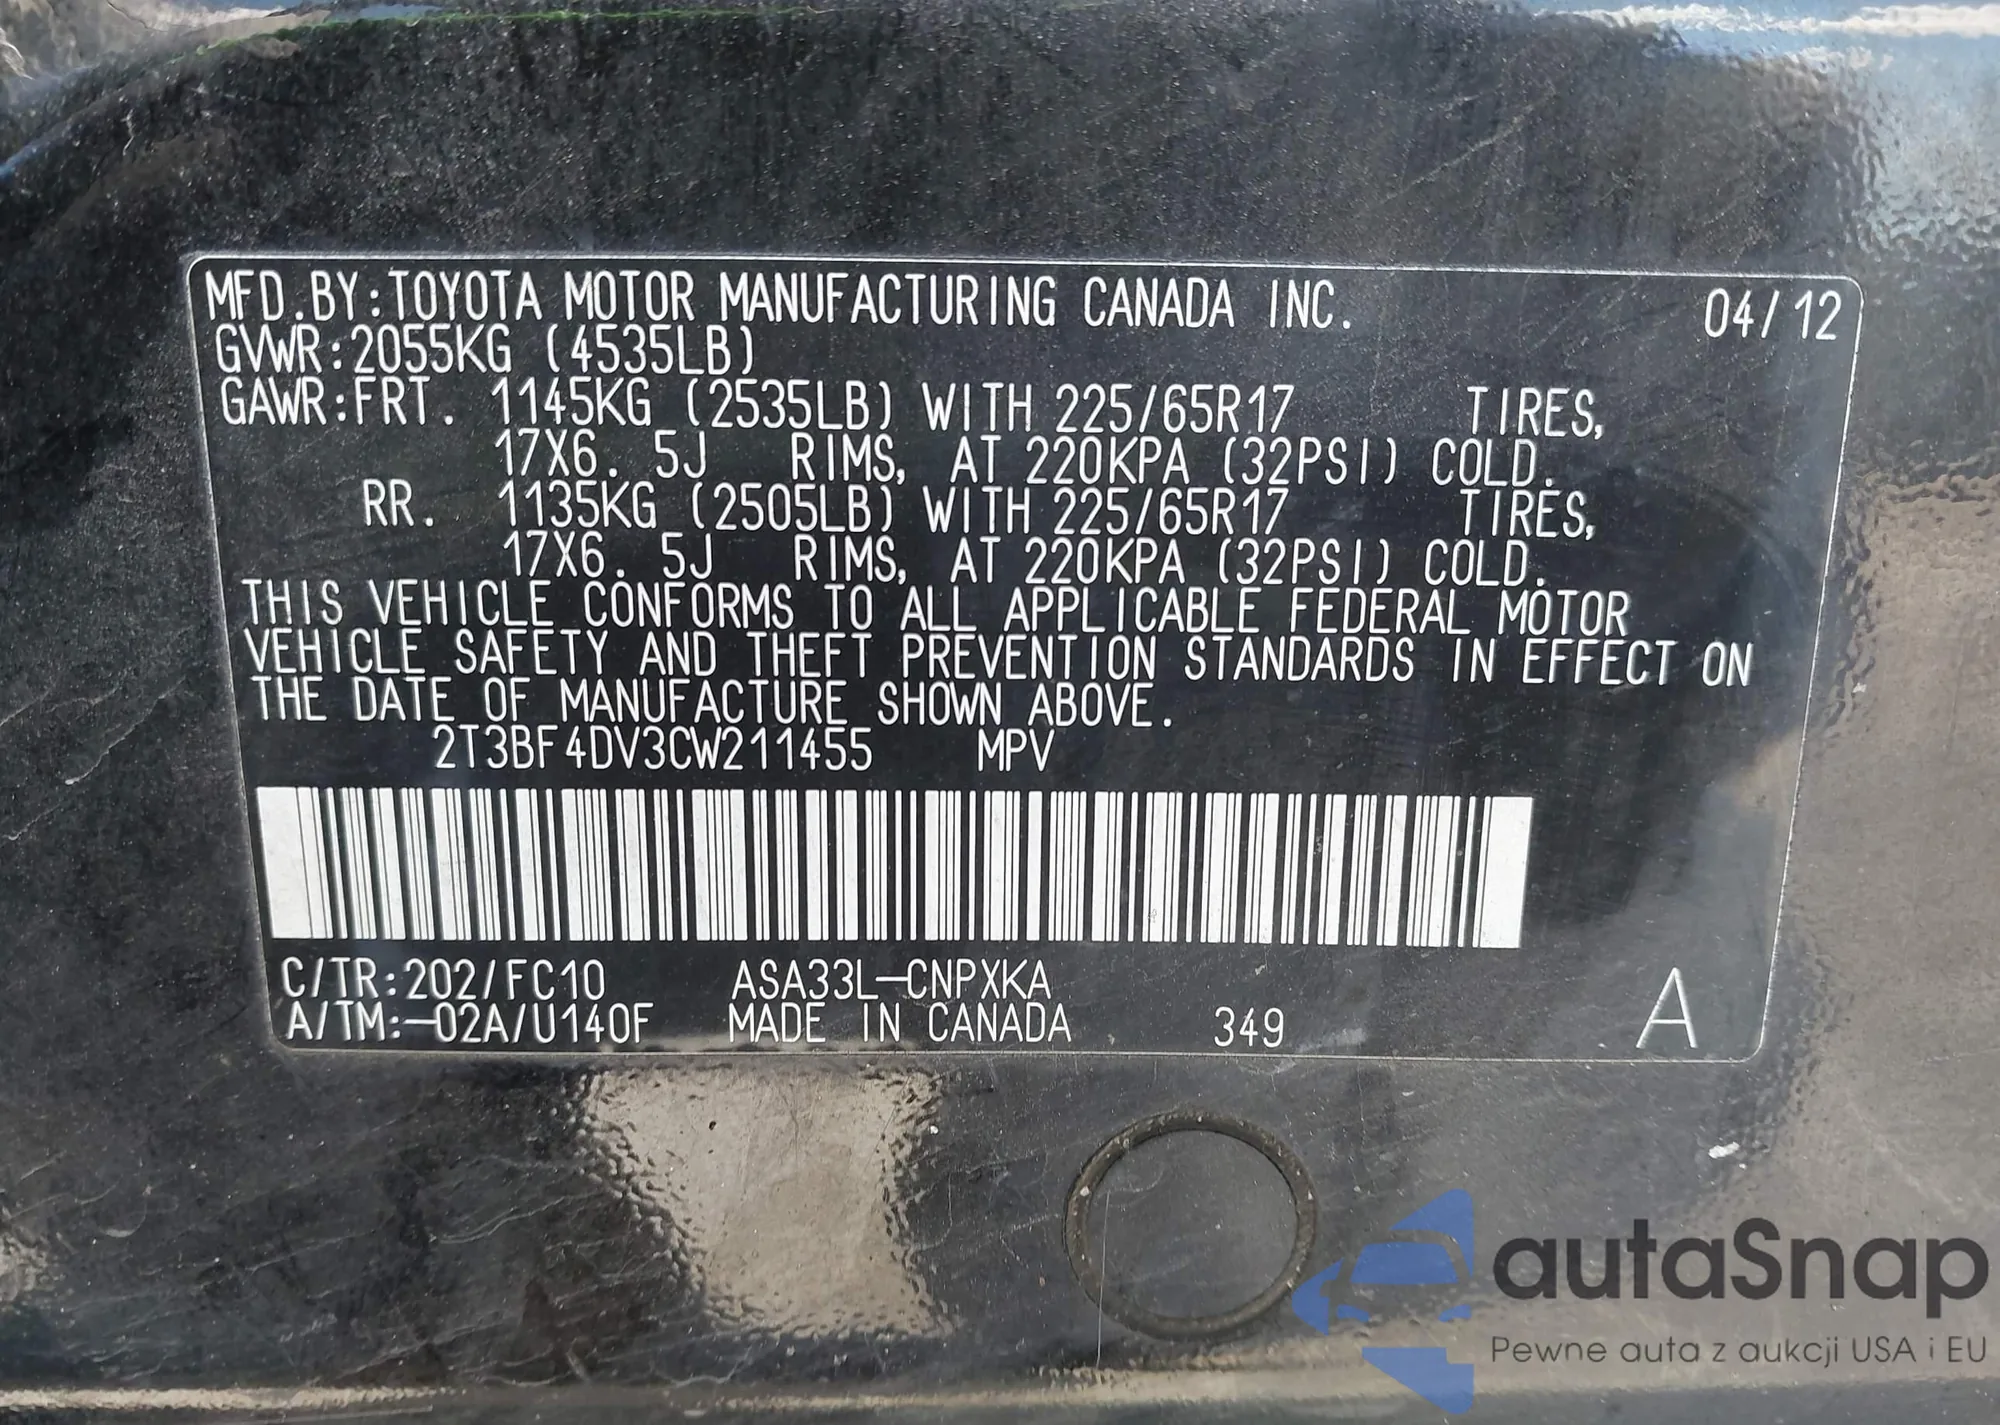 MFD.BY:TOYOTA MOTOR MANUFACTURING CANADA INC. 04/12
GVWR:2055KG (4535LB)
GAWR:FRT. 1145KG (2535LB) WITH 225/65R17 TIRES,
17X6.5J RIMS, AT 220KPA (32PSI) COLD.
RR. 1135KG (2505LB) WITH 225/65R17 TIRES,
17X6.5J RIMS, AT 220KPA (32PSI) COLD.
THIS VEHICLE CONFORMS TO ALL APPLICABLE FEDERAL MOTOR
VEHICLE SAFETY AND THEFT PREVENTION STANDARDS IN EFFECT ON
THE DATE OF MANUFACTURE SHOWN ABOVE.
2T3BF4DV3CW211455 MPV
C/TR:202/FC10 ASA33L-CNPXKA
A/TM:-02A/U140F MADE IN CANADA 349 A
autaSnap
Pewne auta z aukcji USA i EU